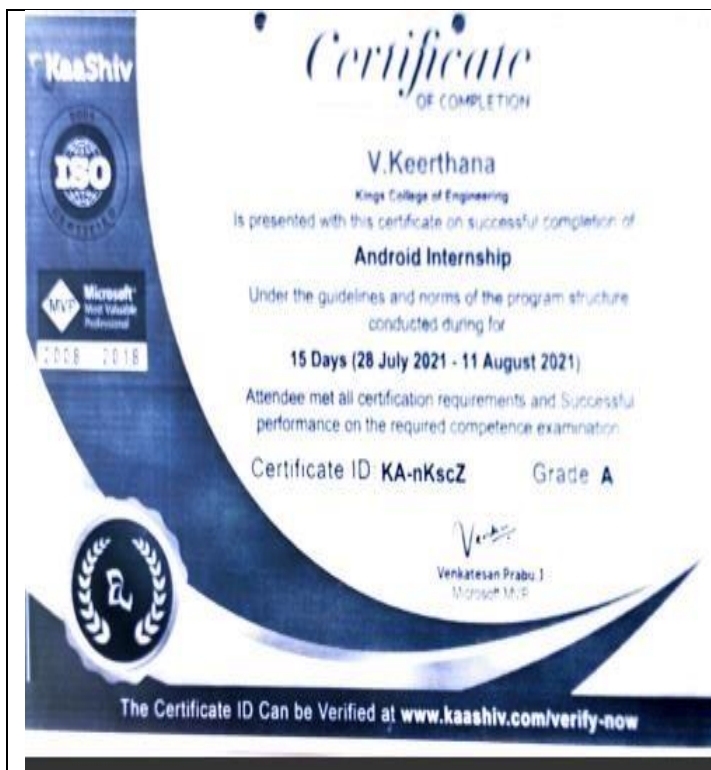 KaaShiv
Certificate
OF COMPLETION
ISO
CERTIFIED
V.Keerthana
Kings College of Engineering
Is presented with this certificate on successful completion of
Android Internship
MVP
Microsoft®
Most Valuable
Professional
2008 2018
Under the guidelines and norms of the program structure
conducted during for
15 Days (28 July 2021 - 11 August 2021)
Attendee met all certification requirements and Successful
performance on the required competence examination
Certificate ID KA-nKscZ Grade A
Venkatesan Prabu.J
Microsoft MVP
The Certificate ID Can be Verified at www.kaashiv.com/verify-now